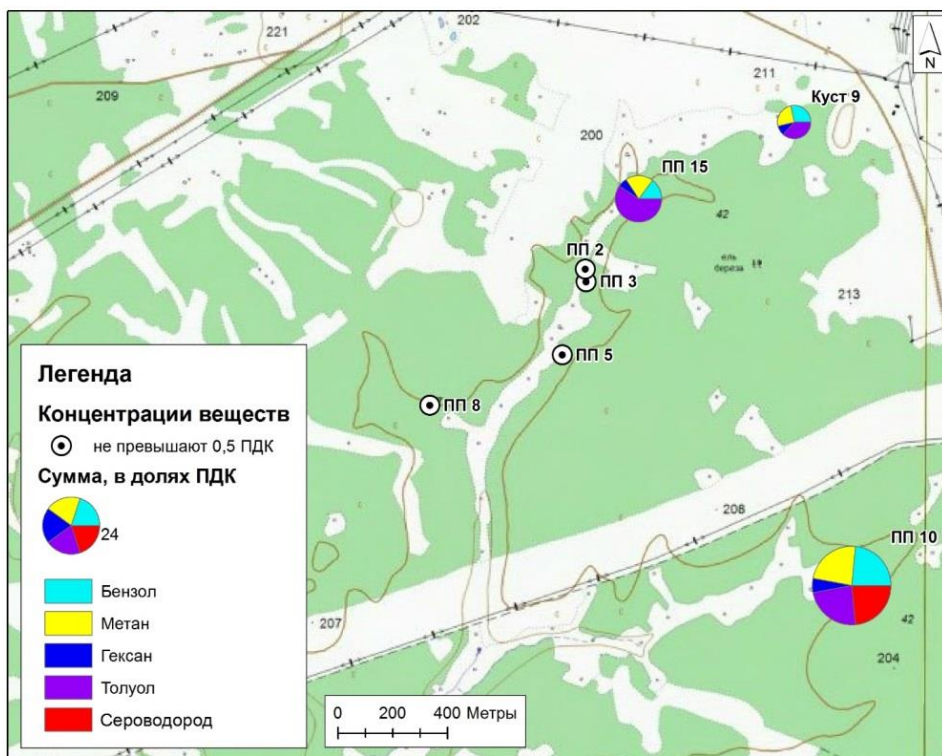 202
221
209
211
N
Куст 9
200
ПП 15
42
ПП 2
ель
береза
ПП 3
213
ПП 5
ПП 8
Легенда
Концентрации веществ
не превышают 0,5 ПДК
Сумма, в долях ПДК
24
208
ПП 10
Бензол
Метан
207
42
Гексан
204
Толуол
0 200 400 Метры
Сероводород